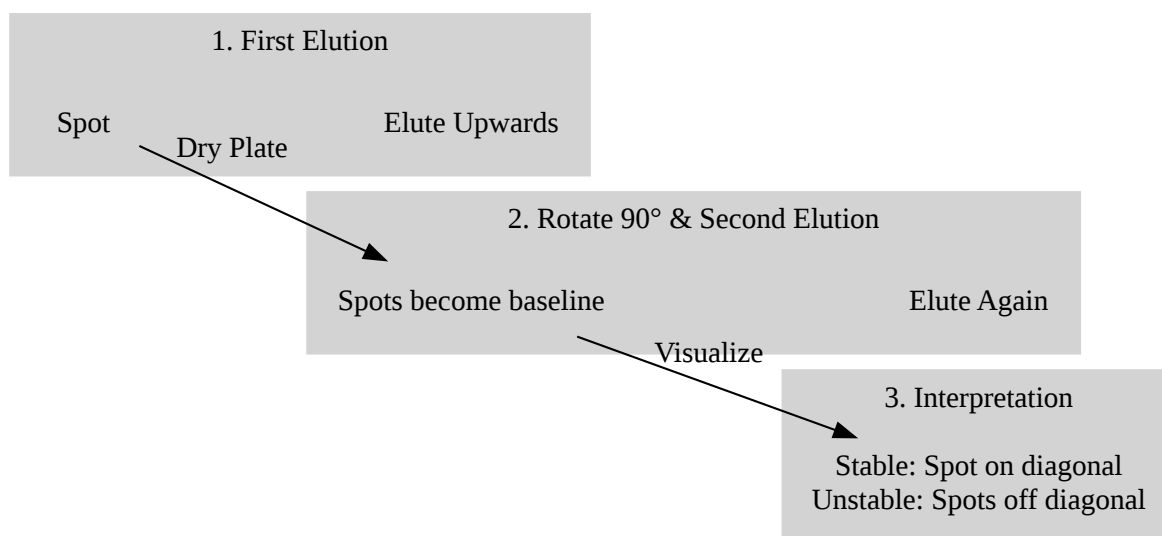 1. First Elution
Spot
Elute Upwards
Dry Plate
2. Rotate 90° & Second Elution
Spots become baseline
Elute Again
Visualize
3. Interpretation
Stable: Spot on diagonal
Unstable: Spots off diagonal